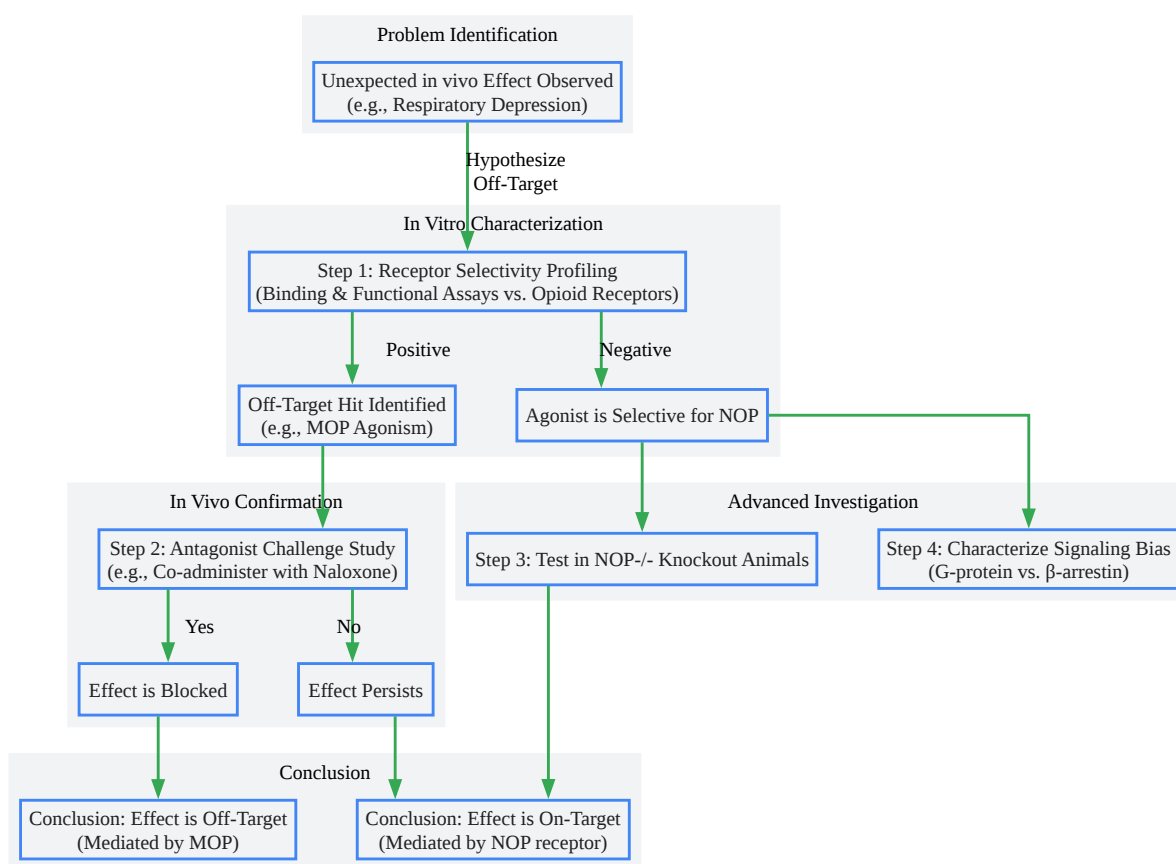 Problem Identification
Unexpected in vivo Effect Observed
(e.g., Respiratory Depression)
Hypothesize
Off-Target
In Vitro Characterization
Step 1: Receptor Selectivity Profiling
(Binding & Functional Assays vs. Opioid Receptors)
Positive
Negative
Off-Target Hit Identified
(e.g., MOP Agonism)
Agonist is Selective for NOP
In Vivo Confirmation
Advanced Investigation
Step 2: Antagonist Challenge Study
(e.g., Co-administer with Naloxone)
Step 3: Test in NOP-/- Knockout Animals
Step 4: Characterize Signaling Bias
(G-protein vs. β-arrestin)
Yes
No
Effect is Blocked
Effect Persists
Conclusion
Conclusion: Effect is Off-Target
(Mediated by MOP)
Conclusion: Effect is On-Target
(Mediated by NOP receptor)